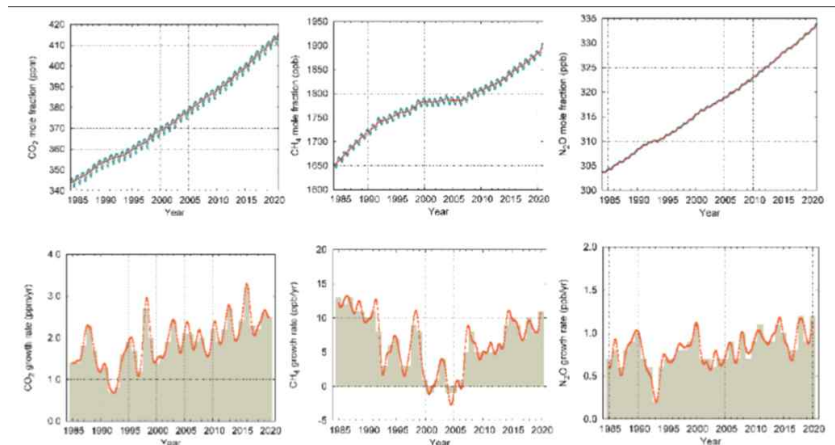 CO2 mole fraction (ppm)
420
410
400
390
380
370
360
350
340
1985 1990 1995 2000 2005 2010 2015 2020
Year
CH4 mole fraction (ppb)
1950
1900
1850
1800
1750
1700
1650
1600
1985 1990 1995 2000 2005 2010 2015 2020
Year
N2O mole fraction (ppb)
335
330
325
320
315
310
305
300
1985 1990 1995 2000 2005 2010 2015 2020
Year
CO2 growth rate (ppm/yr)
4.0
3.0
2.0
1.0
0.0
1985 1990 1995 2000 2005 2010 2015 2020
Year
CH4 growth rate (ppb/yr)
20
15
10
5
0
-5
1985 1990 1995 2000 2005 2010 2015 2020
Year
N2O growth rate (ppb/yr)
2.0
1.5
1.0
0.5
0.0
1985 1990 1995 2000 2005 2010 2015 2020
Year